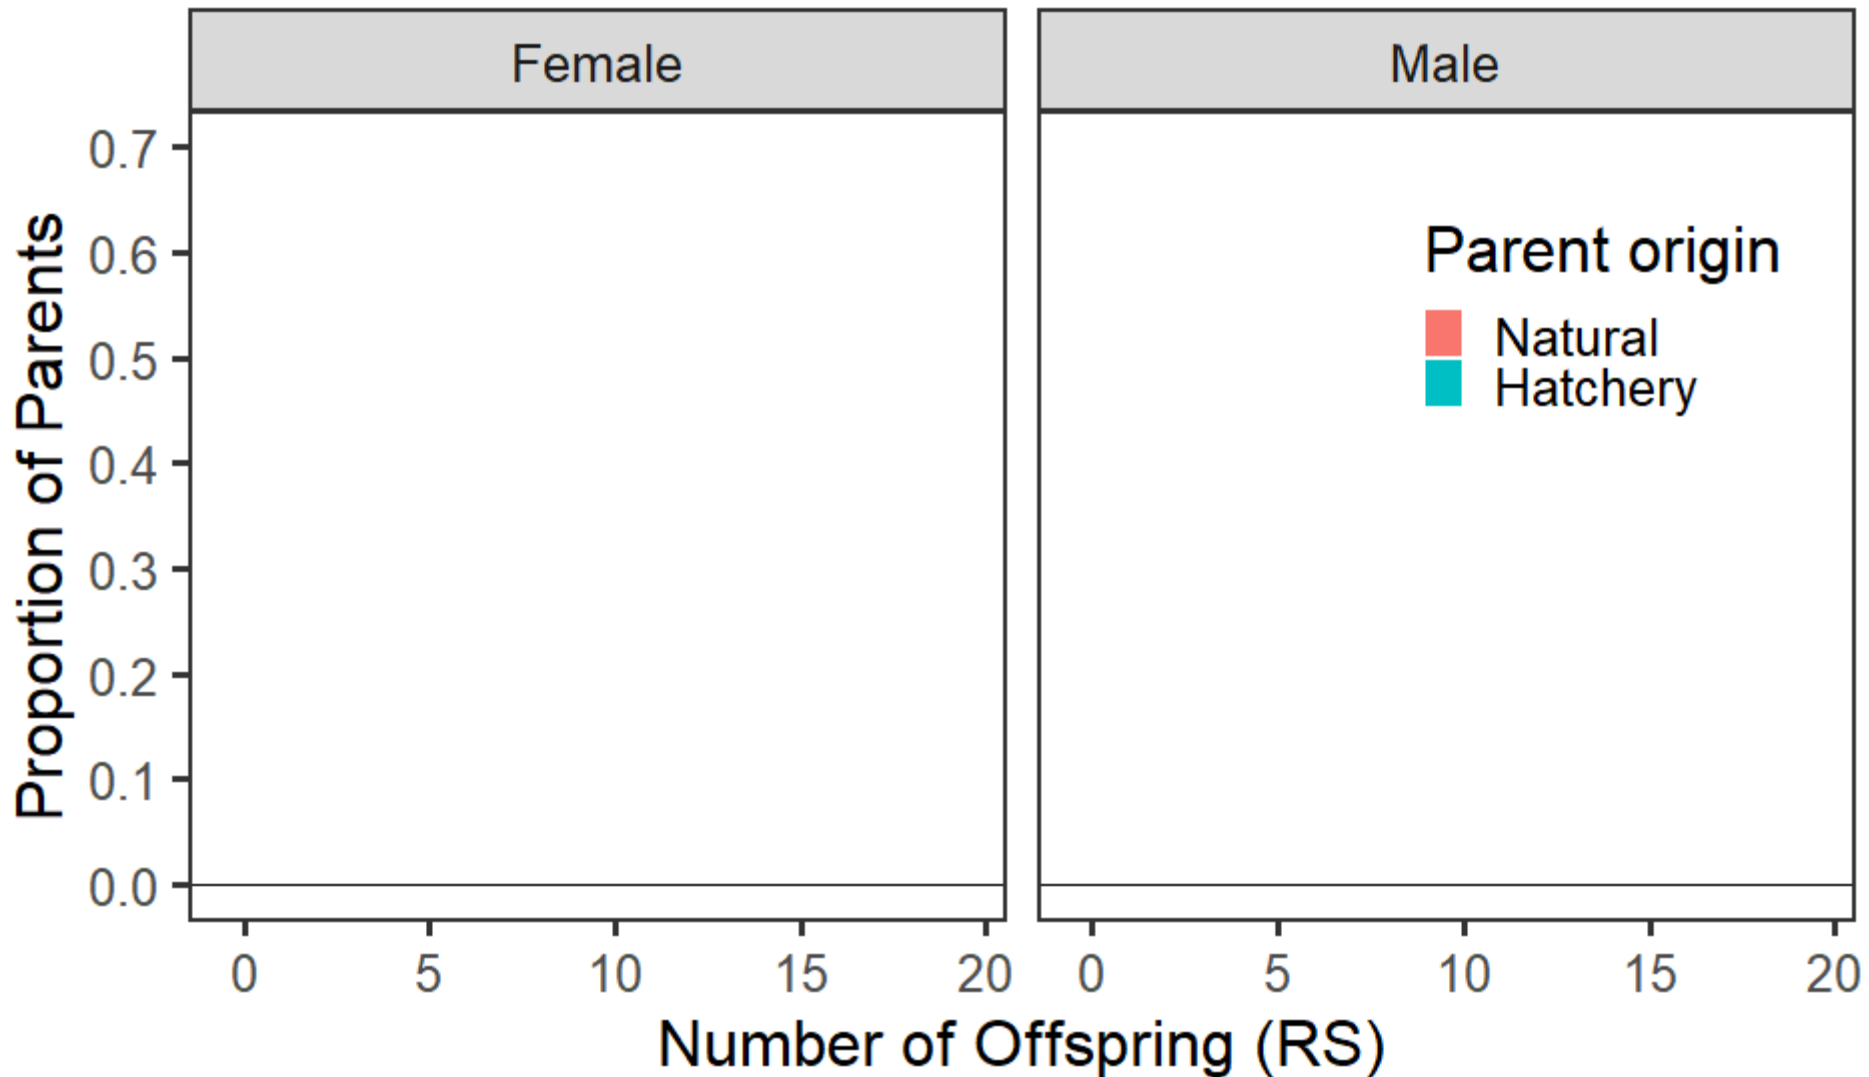 Female
Male
Proportion of Parents
0.7
0.6
0.5
0.4
0.3
0.2
0.1
0.0
Parent origin
Natural
Hatchery
0 5 10 15 20
0 5 10 15 20
Number of Offspring (RS)